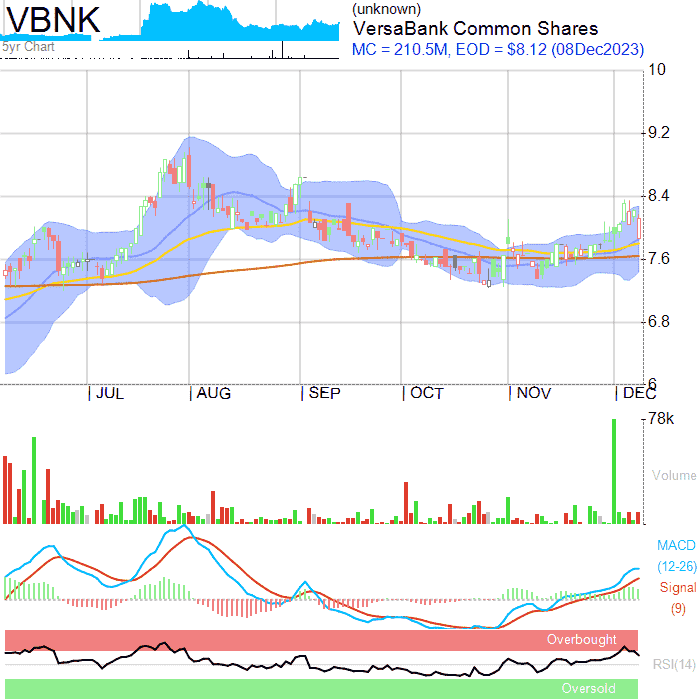 VBNK
5yr Chart
(unknown)
VersaBank Common Shares
MC = 210.5M, EOD = $8.12 (08Dec2023)
10
9.2
8.4
7.6
6.8
6
JUL AUG SEP OCT NOV DEC
78k
Volume
MACD
(12-26)
Signal
(9)
Overbought
RSI(14)
Oversold